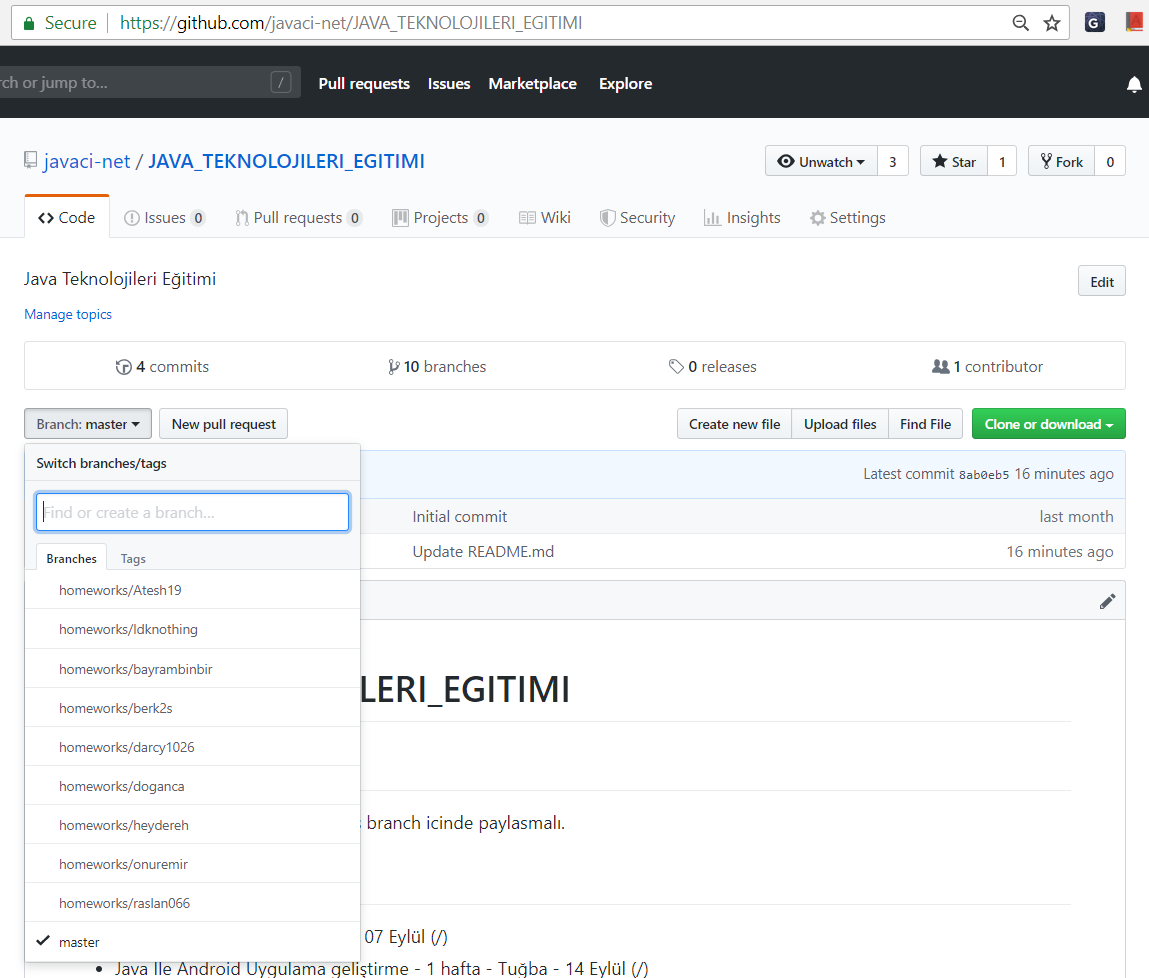 Secure https://github.com/javaci-net/JAVA_TEKNOLOJILERI_EGITIMI
rch or jump to... / Pull requests Issues Marketplace Explore
javaci-net / JAVA_TEKNOLOJILERI_EGITIMI Unwatch 3 Star 1 Fork 0
Code Issues 0 Pull requests 0 Projects 0 Wiki Security Insights Settings
Java Teknolojileri Eğitimi Edit
Manage topics
4 commits 10 branches 0 releases 1 contributor
Branch: master New pull request Create new file Upload files Find File Clone or download
Switch branches/tags
Latest commit 8ab0eb5 16 minutes ago
Find or create a branch...
Initial commit last month
Update README.md 16 minutes ago
Branches Tags
homeworks/Atesh19
homeworks/ldknothing
homeworks/bayrambinbir
LERI_EGITIMI
homeworks/berk2s
homeworks/darcy1026
homeworks/doganca
homeworks/heydereh
branch icinde paylasmalı.
homeworks/onuremir
homeworks/raslan066
07 Eylül (/)
master
Java Ile Android Uygulama geliştirme - 1 hafta - Tuğba - 14 Eylül (/)